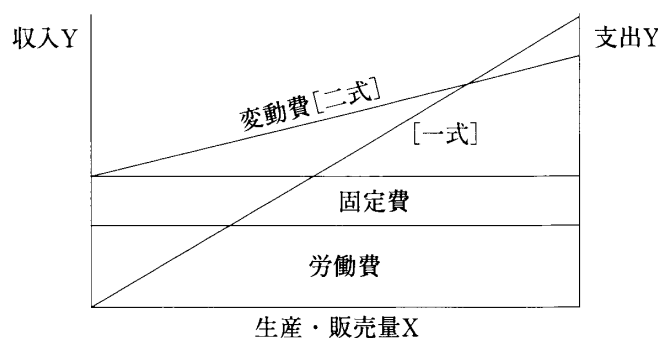 収入Y
支出Y
変動費[二式]
[一式]
固定費
労働費
生産・販売量X